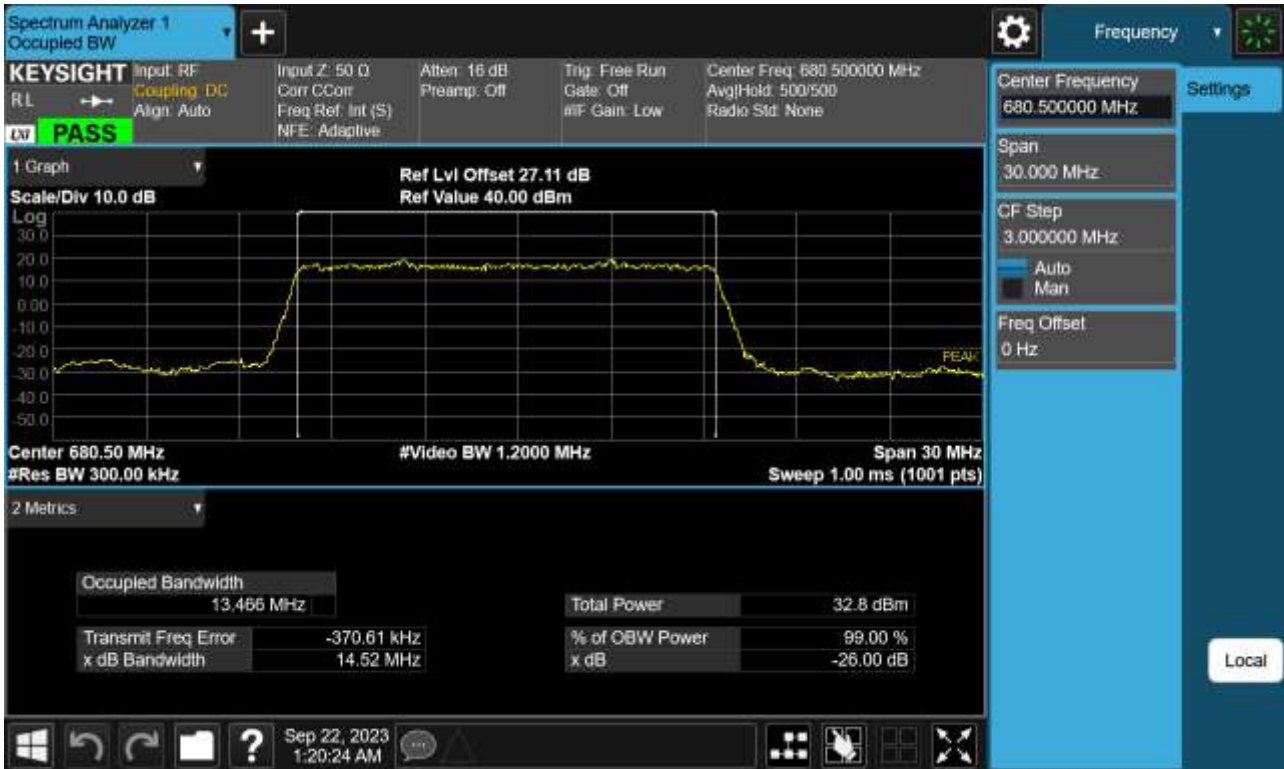 Spectrum Analyzer 1
Occupied BW
Frequency
KEYSIGHT
RL
LXI
PASS
Input: RF
Coupling: DC
Align: Auto
Input Z: 50 Ω
Corr CCorr
Freq Ref: Int (S)
NFE: Adaptive
Atten: 16 dB
Preamp: Off
Trig: Free Run
Gate: Off
#IF Gain: Low
Center Freq: 680.500000 MHz
Avg|Hold: 500/500
Radio Std: None
Center Frequency
680.500000 MHz
Settings
Span
30.000 MHz
CF Step
3.000000 MHz
Auto
Man
Freq Offset
0 Hz
1 Graph
Scale/Div 10.0 dB
Ref Lvl Offset 27.11 dB
Ref Value 40.00 dBm
Log
30.0
20.0
10.0
0.00
-10.0
-20.0
-30.0
-40.0
-50.0
PEAK
Center 680.50 MHz
#Video BW 1.2000 MHz
Span 30 MHz
#Res BW 300.00 kHz
Sweep 1.00 ms (1001 pts)
2 Metrics
Occupied Bandwidth
13.466 MHz
Total Power 32.8 dBm
Transmit Freq Error -370.61 kHz
% of OBW Power 99.00 %
x dB Bandwidth 14.52 MHz
x dB -26.00 dB
Local
?
Sep 22, 2023
1:20:24 AM